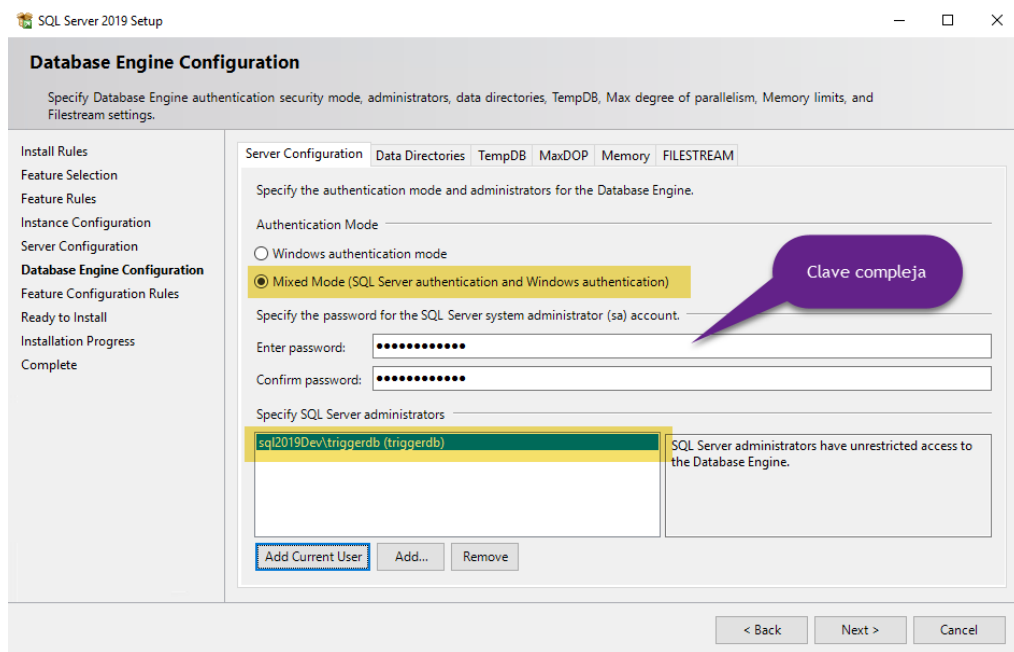 SQL Server 2019 Setup
Database Engine Configuration
Specify Database Engine authentication security mode, administrators, data directories, TempDB, Max degree of parallelism, Memory limits, and
Filestream settings.
Install Rules
Feature Selection
Feature Rules
Instance Configuration
Server Configuration
Database Engine Configuration
Feature Configuration Rules
Ready to Install
Installation Progress
Complete
Server Configuration Data Directories TempDB MaxDOP Memory FILESTREAM
Specify the authentication mode and administrators for the Database Engine.
Authentication Mode
Windows authentication mode
Mixed Mode (SQL Server authentication and Windows authentication)
Clave compleja
Specify the password for the SQL Server system administrator (sa) account.
Enter password: ●●●●●●●●●●●●
Confirm password: ●●●●●●●●●●●●
Specify SQL Server administrators
sql2019Dev\triggerdb (triggerdb)
SQL Server administrators have unrestricted access to
the Database Engine.
Add Current User Add... Remove
< Back Next > Cancel